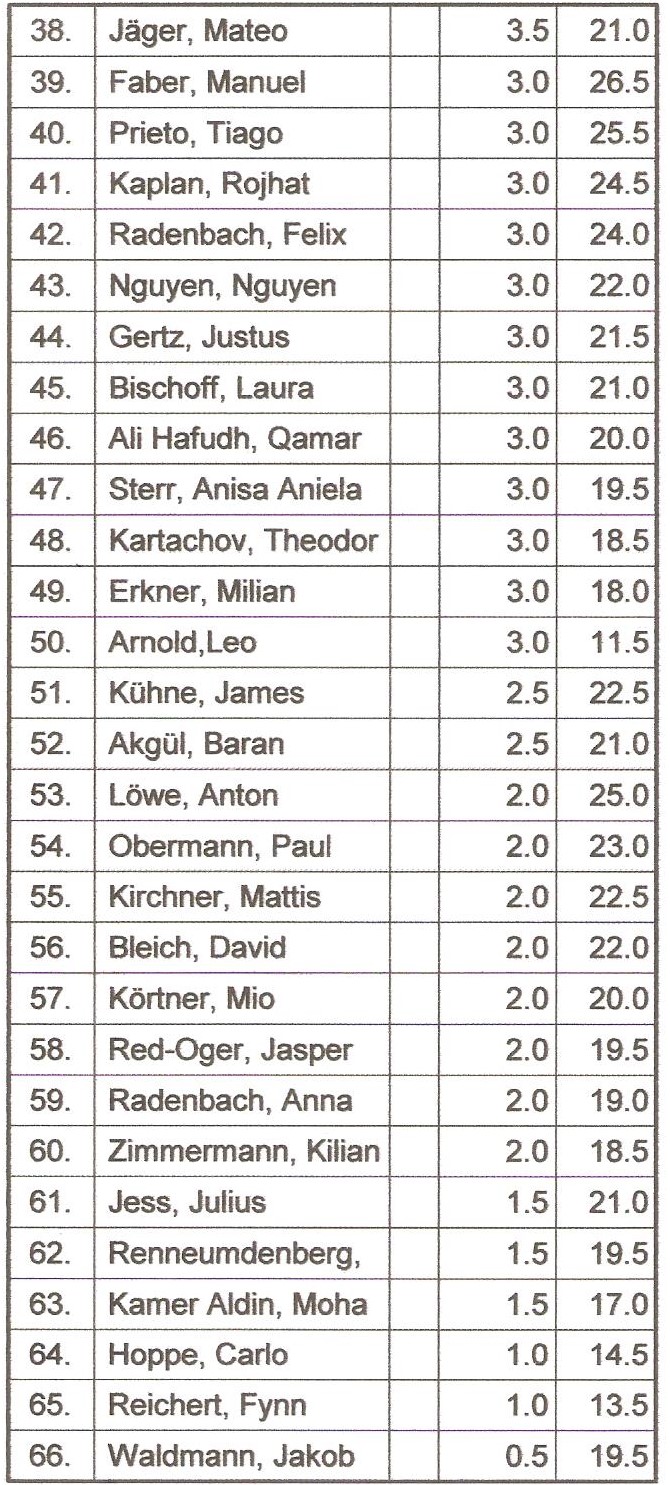 38. Jäger, Mateo 3.5 21.0
39. Faber, Manuel 3.0 26.5
40. Prieto, Tiago 3.0 25.5
41. Kaplan, Rojhat 3.0 24.5
42. Radenbach, Felix 3.0 24.0
43. Nguyen, Nguyen 3.0 22.0
44. Gertz, Justus 3.0 21.5
45. Bischoff, Laura 3.0 21.0
46. Ali Hafudh, Qamar 3.0 20.0
47. Sterr, Anisa Aniela 3.0 19.5
48. Kartachov, Theodor 3.0 18.5
49. Erkner, Milian 3.0 18.0
50. Arnold,Leo 3.0 11.5
51. Kühne, James 2.5 22.5
52. Akgül, Baran 2.5 21.0
53. Löwe, Anton 2.0 25.0
54. Obermann, Paul 2.0 23.0
55. Kirchner, Mattis 2.0 22.5
56. Bleich, David 2.0 22.0
57. Körtner, Mio 2.0 20.0
58. Red-Oger, Jasper 2.0 19.5
59. Radenbach, Anna 2.0 19.0
60. Zimmermann, Kilian 2.0 18.5
61. Jess, Julius 1.5 21.0
62. Renneumdenberg, 1.5 19.5
63. Kamer Aldin, Moha 1.5 17.0
64. Hoppe, Carlo 1.0 14.5
65. Reichert, Fynn 1.0 13.5
66. Waldmann, Jakob 0.5 19.5